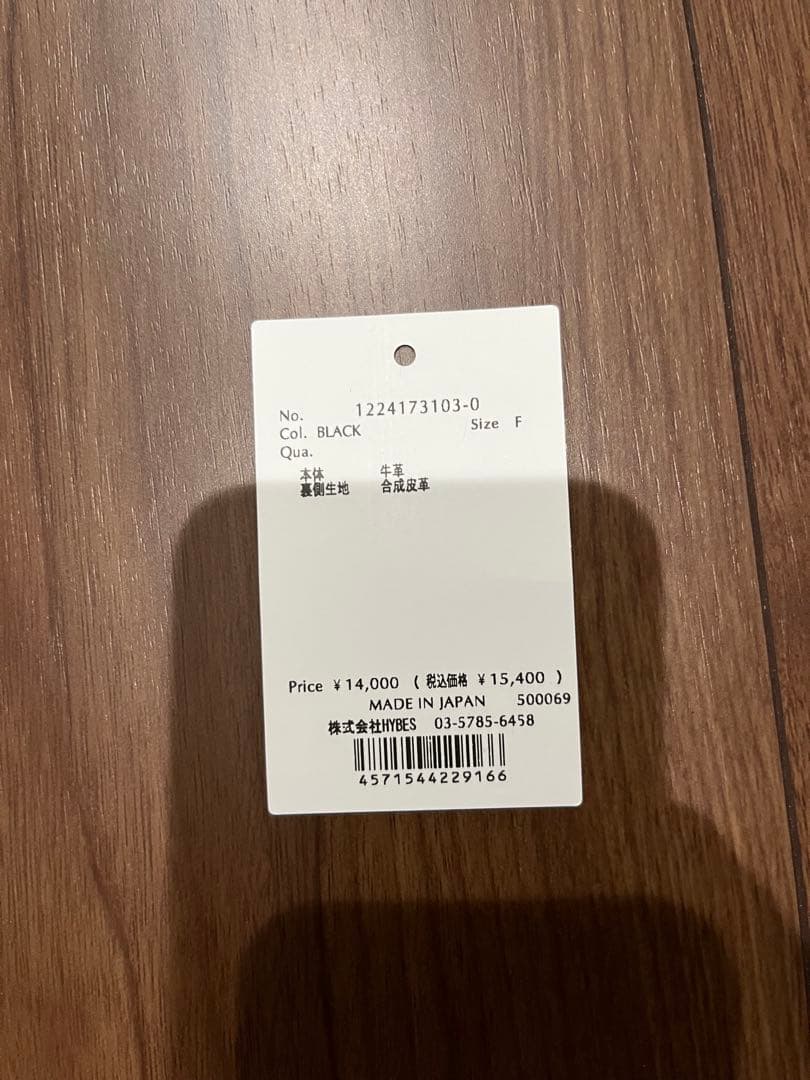 No. 1224173103-0
Col. BLACK Size F
Qua.
本体 牛革
裏側生地 合成皮革
Price ¥14,000 ( 税込価格 ¥15,400 )
MADE IN JAPAN 500069
株式会社HYBES 03-5785-6458
4571544229166